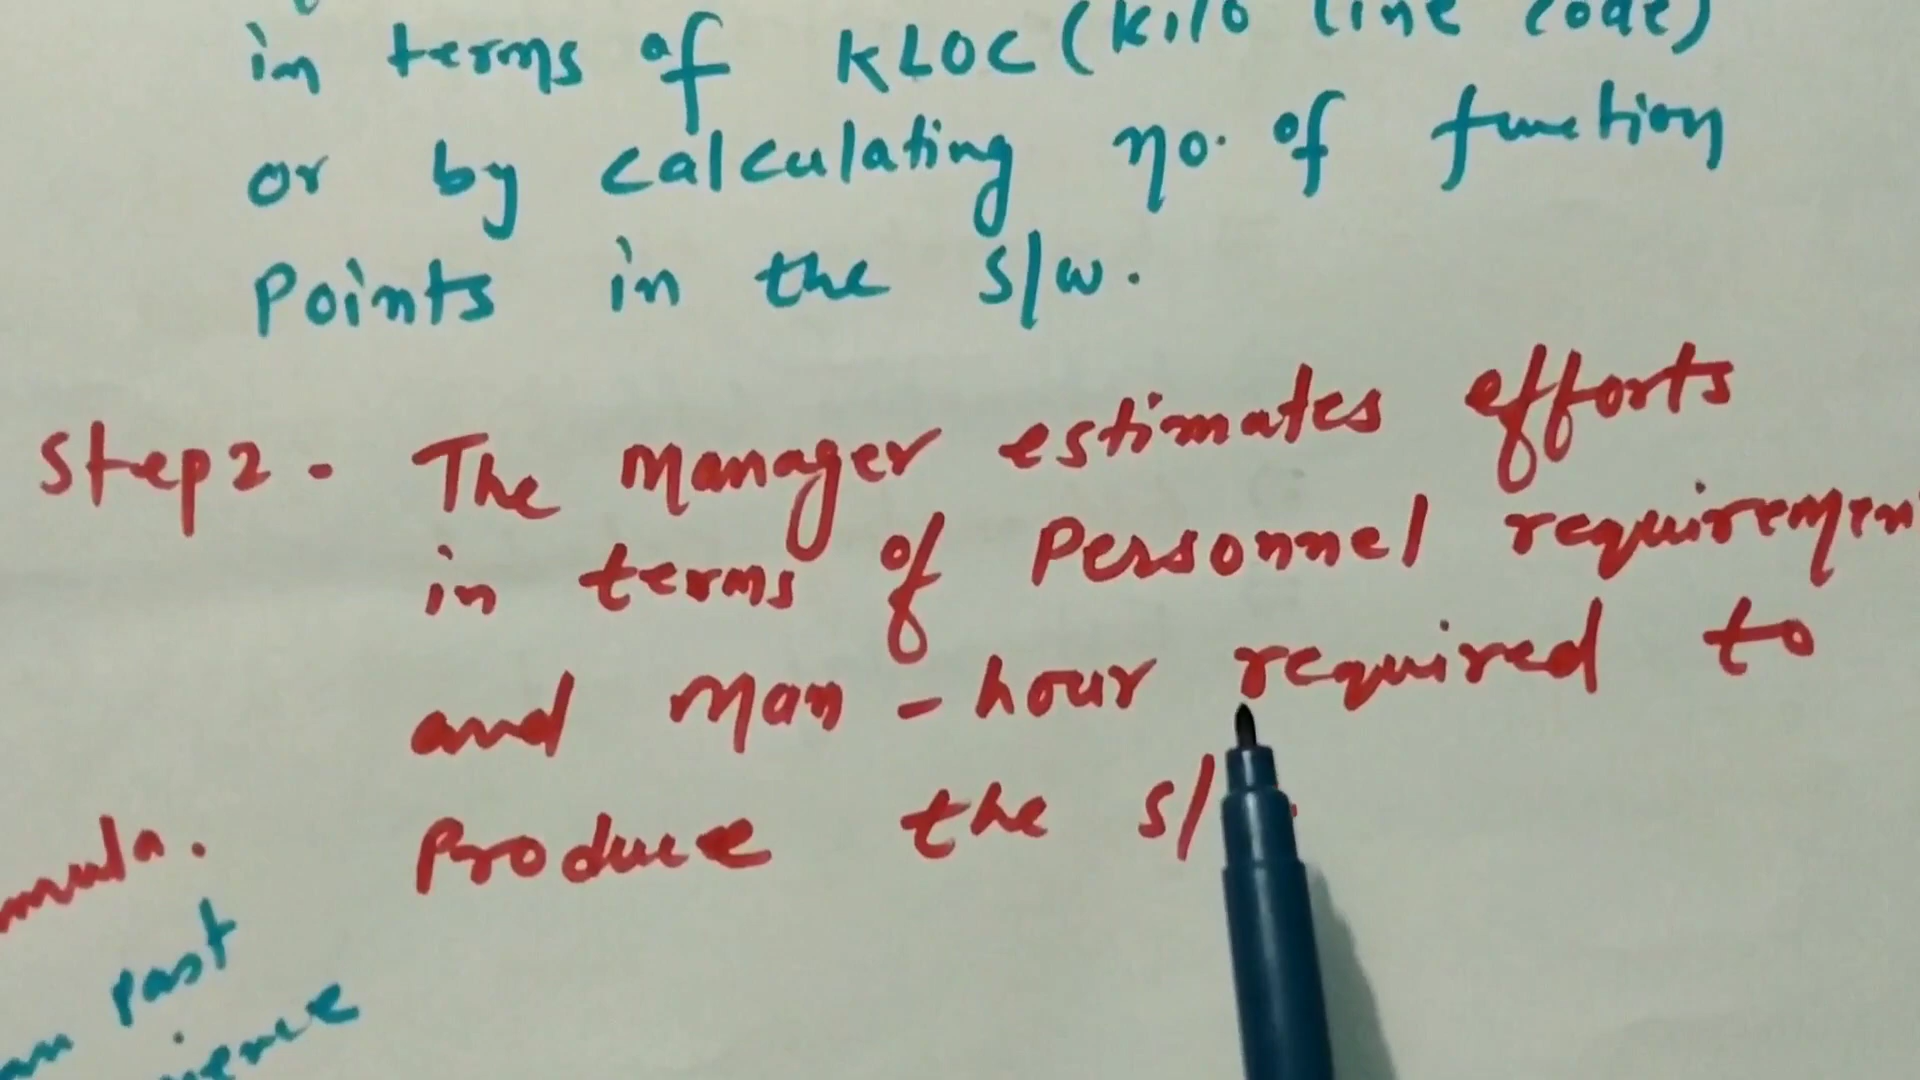 in terms of KLOC (Kilo line code)
or by calculating no. of function
Points in the s/w.
Step 2. The Manager estimates efforts
in terms of Personnel requiremen
and Man-hour required to
Produce the s/
past